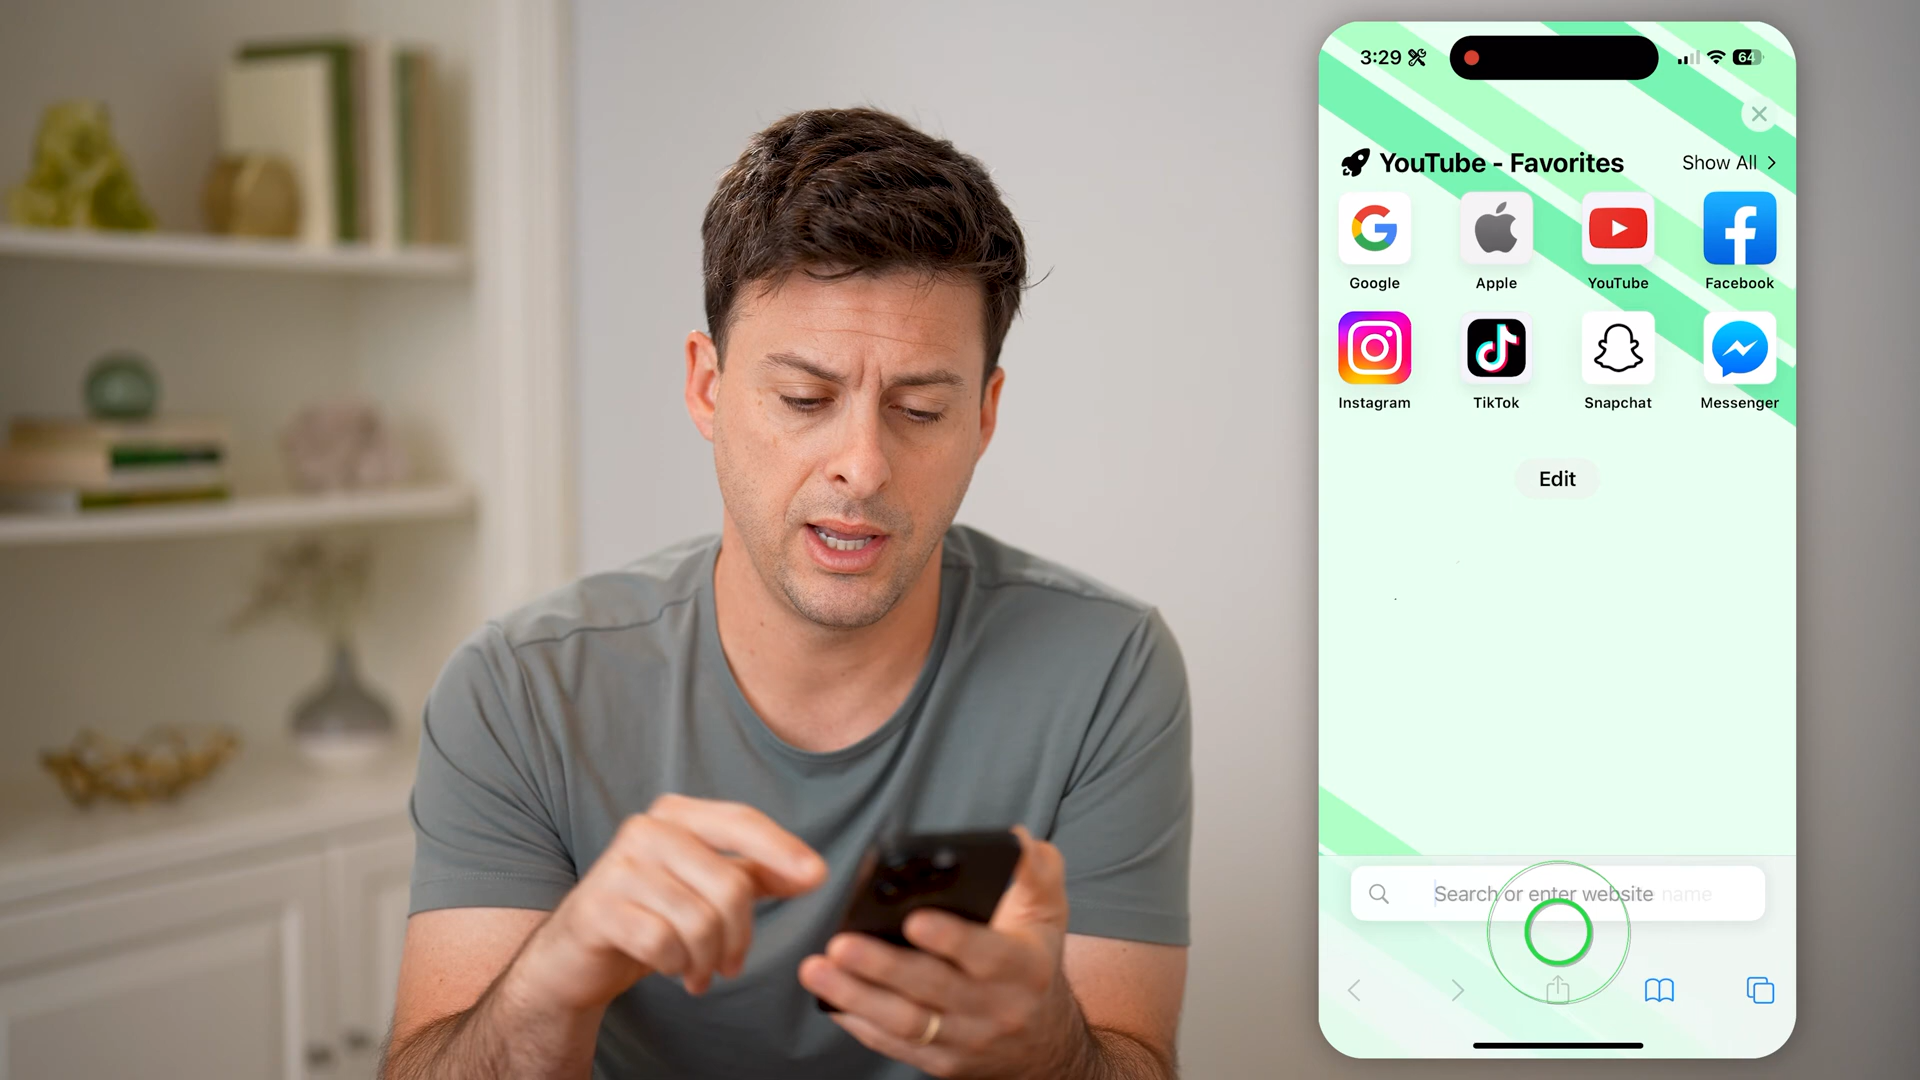 3:29
64
YouTube - Favorites
Show All
Google
Apple
YouTube
Facebook
Instagram
TikTok
Snapchat
Messenger
Edit
Search or enter website name